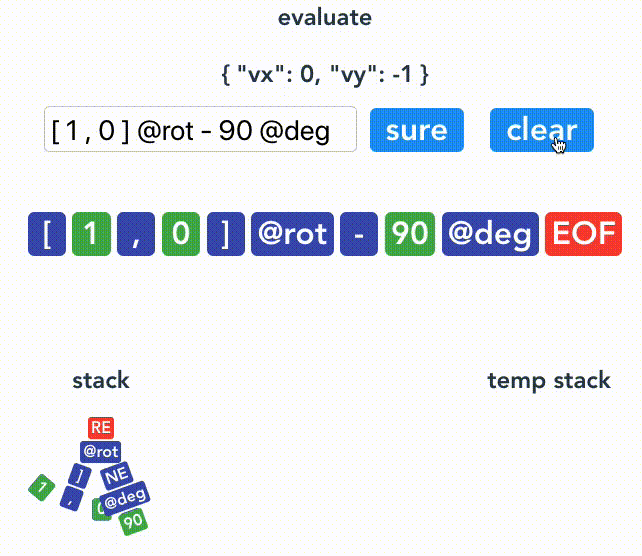 evaluate
{ "vx": 0, "vy": -1 }
[ 1 , 0 ] @rot - 90 @deg sure clear
[ 1 , 0 ] @rot - 90 @deg EOF
stack temp stack
RE
@rot
] NE
1 , 0 @deg
90